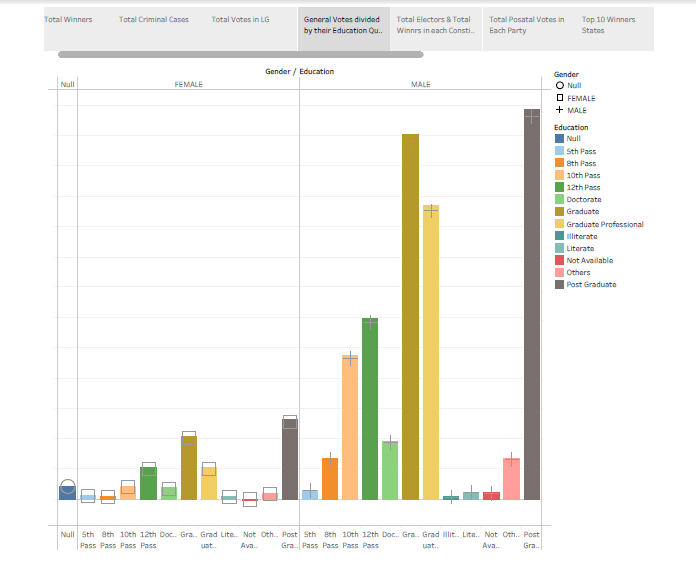 Total Winners
Total Criminal Cases
Total Votes in LG
General Votes divided
by their Education Qu..
Total Electors & Total
Winnrs in each Consti..
Total Posatal Votes in
Each Party
Top 10 Winners
States
Gender / Education
Null
FEMALE
MALE
Null
5th
Pass
8th
Pass
10th
Pass
12th
Pass
Doc..
Gra..
Grad
uat..
Lite..
Not
Ava..
Oth..
Post
Gra..
5th
Pass
8th
Pass
10th
Pass
12th
Pass
Doc..
Gra..
Grad
uat..
Illit..
Lite..
Not
Ava..
Oth..
Post
Gra..
Gender
Null
FEMALE
MALE
Education
Null
5th Pass
8th Pass
10th Pass
12th Pass
Doctorate
Graduate
Graduate Professional
Illiterate
Literate
Not Available
Others
Post Graduate